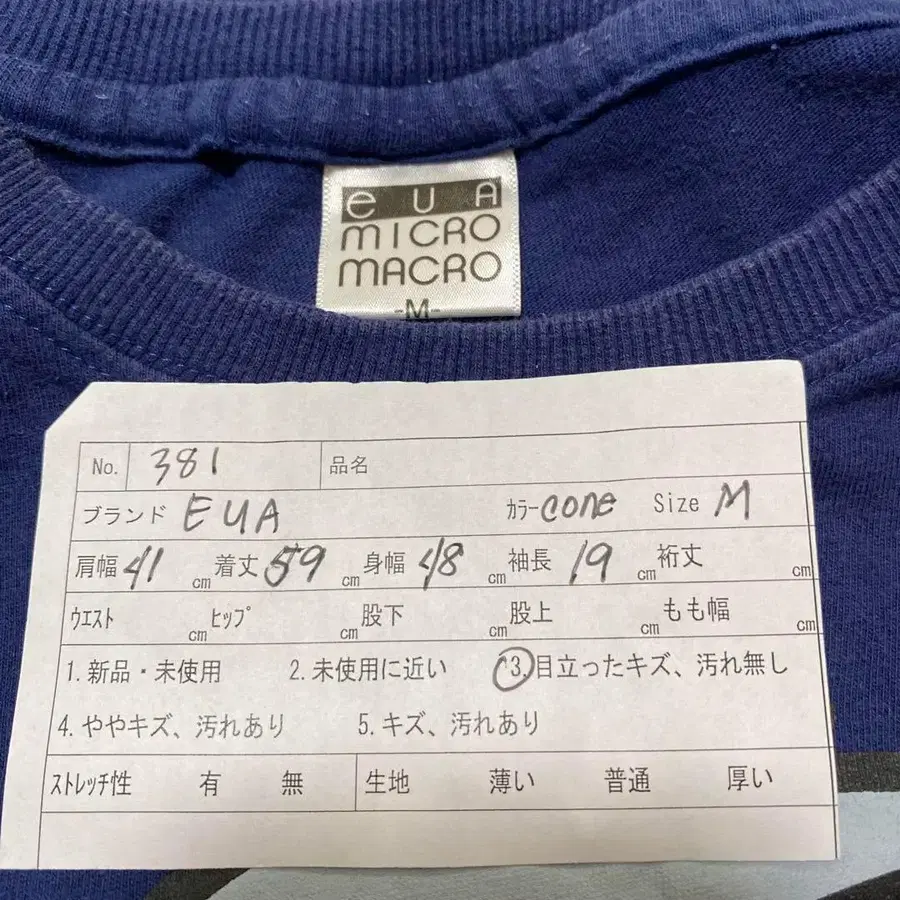 eUA
MICRO
MACRO
-M-
No. 381 品名
ブランド EUA カラー cone Size M
肩幅 41 cm 着丈 59 cm 身幅 48 cm 袖長 19 cm 裄丈 cm
ウエスト cm ヒップ cm 股下 cm 股上 cm もも幅 cm
1. 新品・未使用 2. 未使用に近い 3. 目立ったキズ、汚れ無し
4. ややキズ、汚れあり 5. キズ、汚れあり
ストレッチ性 有 無 生地 薄い 普通 厚い